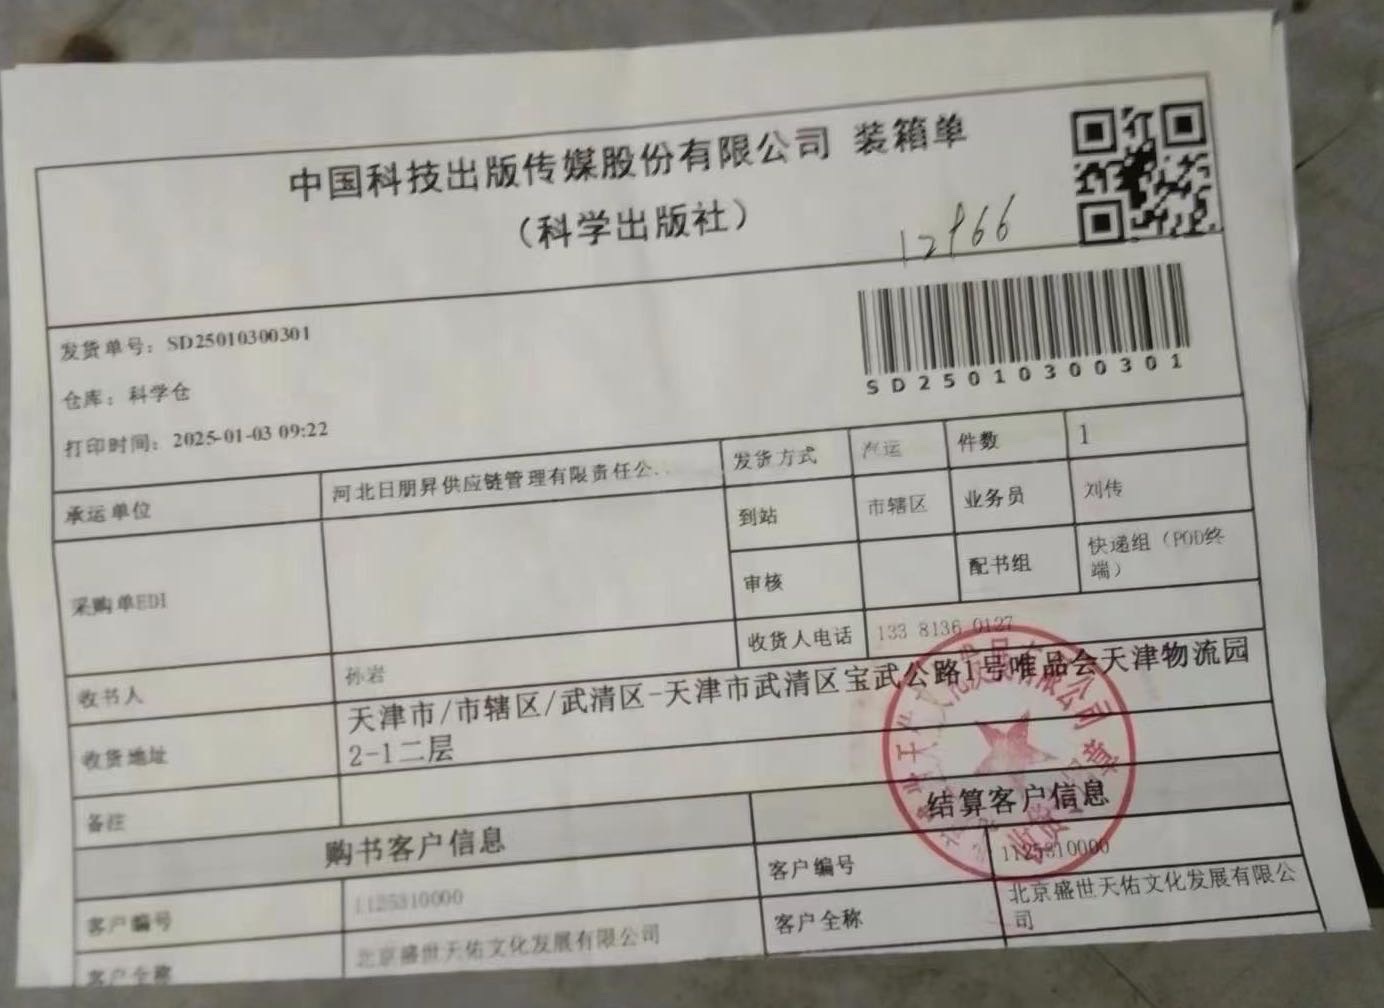 中国科技出版传媒股份有限公司 装箱单
（科学出版社）
12966
发货单号：SD25010300301
仓库：科学仓
打印时间：2025-01-03 09:22
SD25010300301
承运单位 河北日朋昇供应链管理有限责任公... 发货方式 汽运 件数 1
采购单EDI 到站 市辖区 业务员 刘传
审核 配书组 快递组（POD终
端）
收书人 孙岩 收货人电话 133 8136 0127
收货地址 天津市/市辖区/武清区-天津市武清区宝武公路1号唯品会天津物流园
2-1二层
备注
购书客户信息 结算客户信息
客户编号 1125310000 客户编号 1125310000
客户全称 北京盛世天佑文化发展有限公司 客户全称 北京盛世天佑文化发展有限公
司